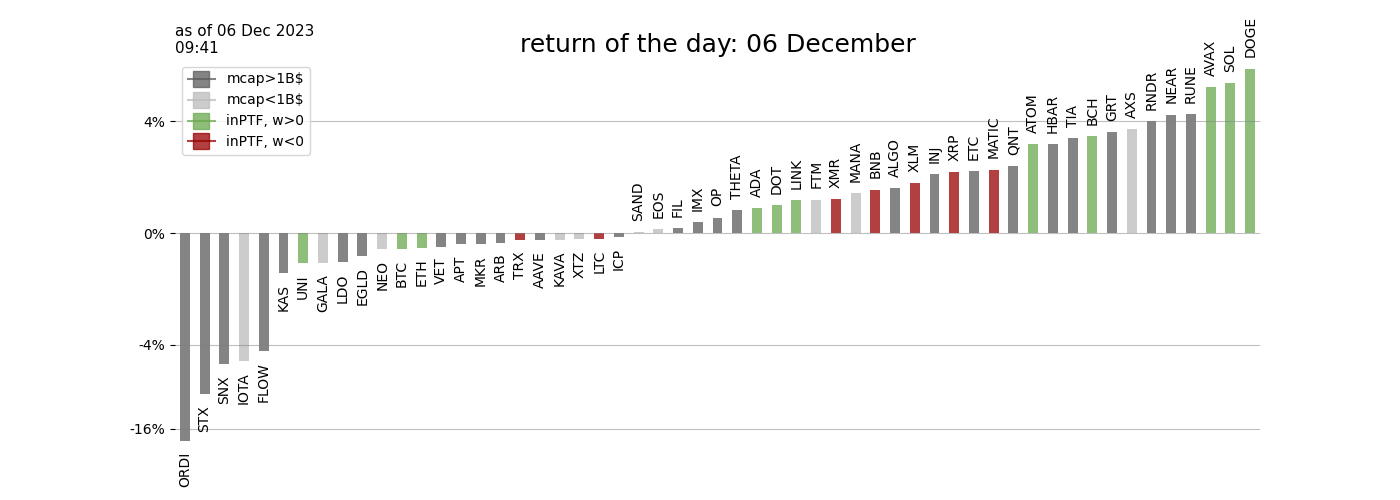 as of 06 Dec 2023
09:41
return of the day: 06 December
mcap>1B$
mcap<1B$
inPTF, w>0
inPTF, w<0
4%
0%
-4%
-16%
ORDI
STX
SNX
IOTA
FLOW
KAS
UNI
GALA
LDO
EGLD
NEO
BTC
ETH
VET
APT
MKR
ARB
TRX
AAVE
KAVA
XTZ
LTC
ICP
SAND
EOS
FIL
IMX
OP
THETA
ADA
DOT
LINK
FTM
XMR
MANA
BNB
ALGO
XLM
INJ
XRP
ETC
MATIC
QNT
ATOM
HBAR
TIA
BCH
GRT
AXS
RNDR
NEAR
RUNE
AVAX
SOL
DOGE